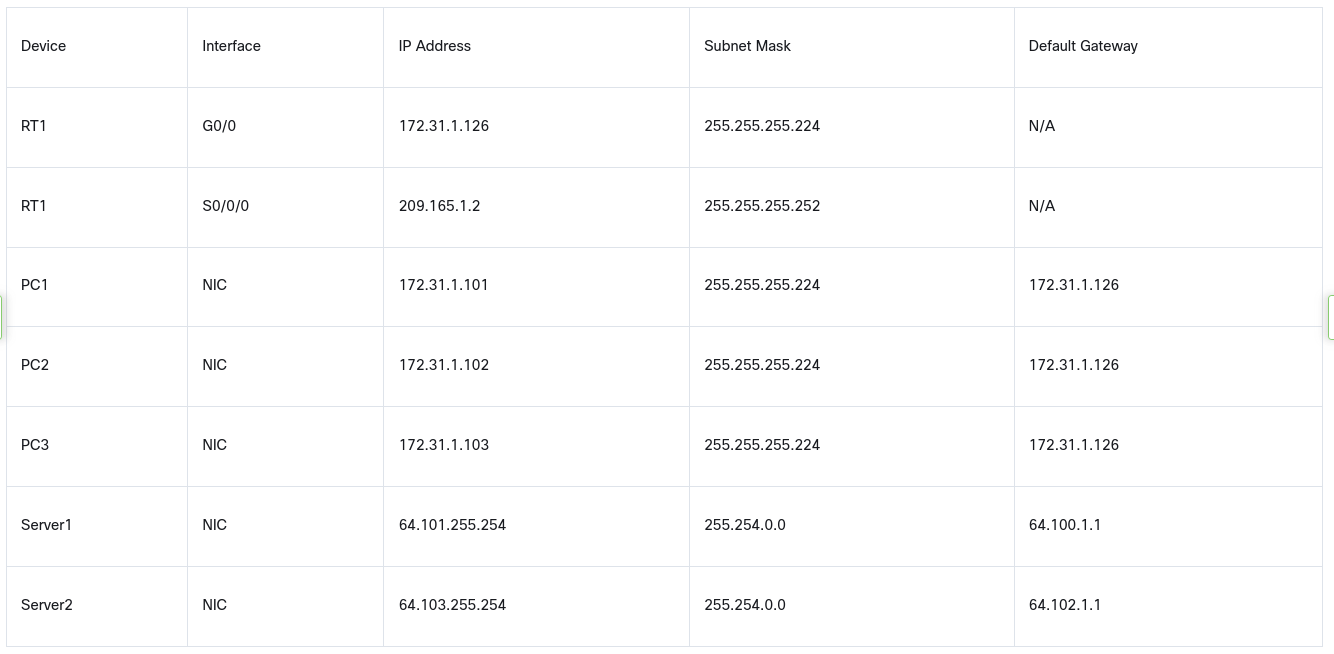 Device Interface IP Address Subnet Mask Default Gateway
RT1 G0/0 172.31.1.126 255.255.255.224 N/A
RT1 S0/0/0 209.165.1.2 255.255.255.252 N/A
PC1 NIC 172.31.1.101 255.255.255.224 172.31.1.126
PC2 NIC 172.31.1.102 255.255.255.224 172.31.1.126
PC3 NIC 172.31.1.103 255.255.255.224 172.31.1.126
Server1 NIC 64.101.255.254 255.254.0.0 64.100.1.1
Server2 NIC 64.103.255.254 255.254.0.0 64.102.1.1